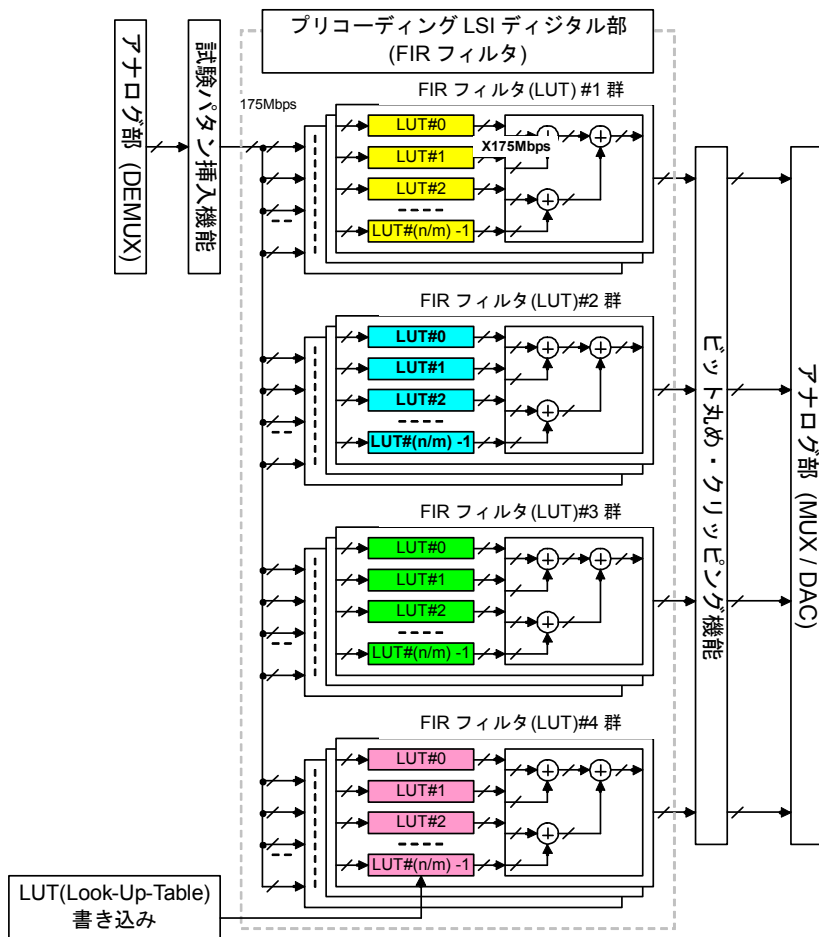 プリコーディング LSI ディジタル部
(FIR フィルタ)
アナログ部 (DEMUX)
試験パタン挿入機能
175Mbps
FIR フィルタ(LUT) #1 群
LUT#0
X175Mbps
LUT#1
LUT#2
LUT#(n/m) -1
FIR フィルタ(LUT)#2 群
LUT#0
LUT#1
LUT#2
LUT#(n/m) -1
FIR フィルタ(LUT)#3 群
LUT#0
LUT#1
LUT#2
LUT#(n/m) -1
FIR フィルタ(LUT)#4 群
LUT#0
LUT#1
LUT#2
LUT#(n/m) -1
ビット丸め・クリッピング機能
アナログ部 (MUX / DAC)
LUT(Look-Up-Table)
書き込み